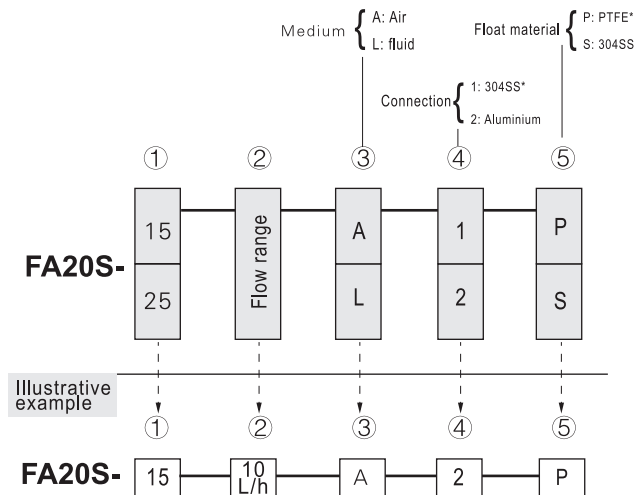 Medium { A: Air
L: fluid
Float material { P: PTFE*
S: 304SS
Connection { 1: 304SS*
2: Aluminium
① ② ③ ④ ⑤
FA20S-
15 Flow range A 1 P
25 L 2 S
Illustrative
example
① ② ③ ④ ⑤
FA20S- 15 10 L/h A 2 P